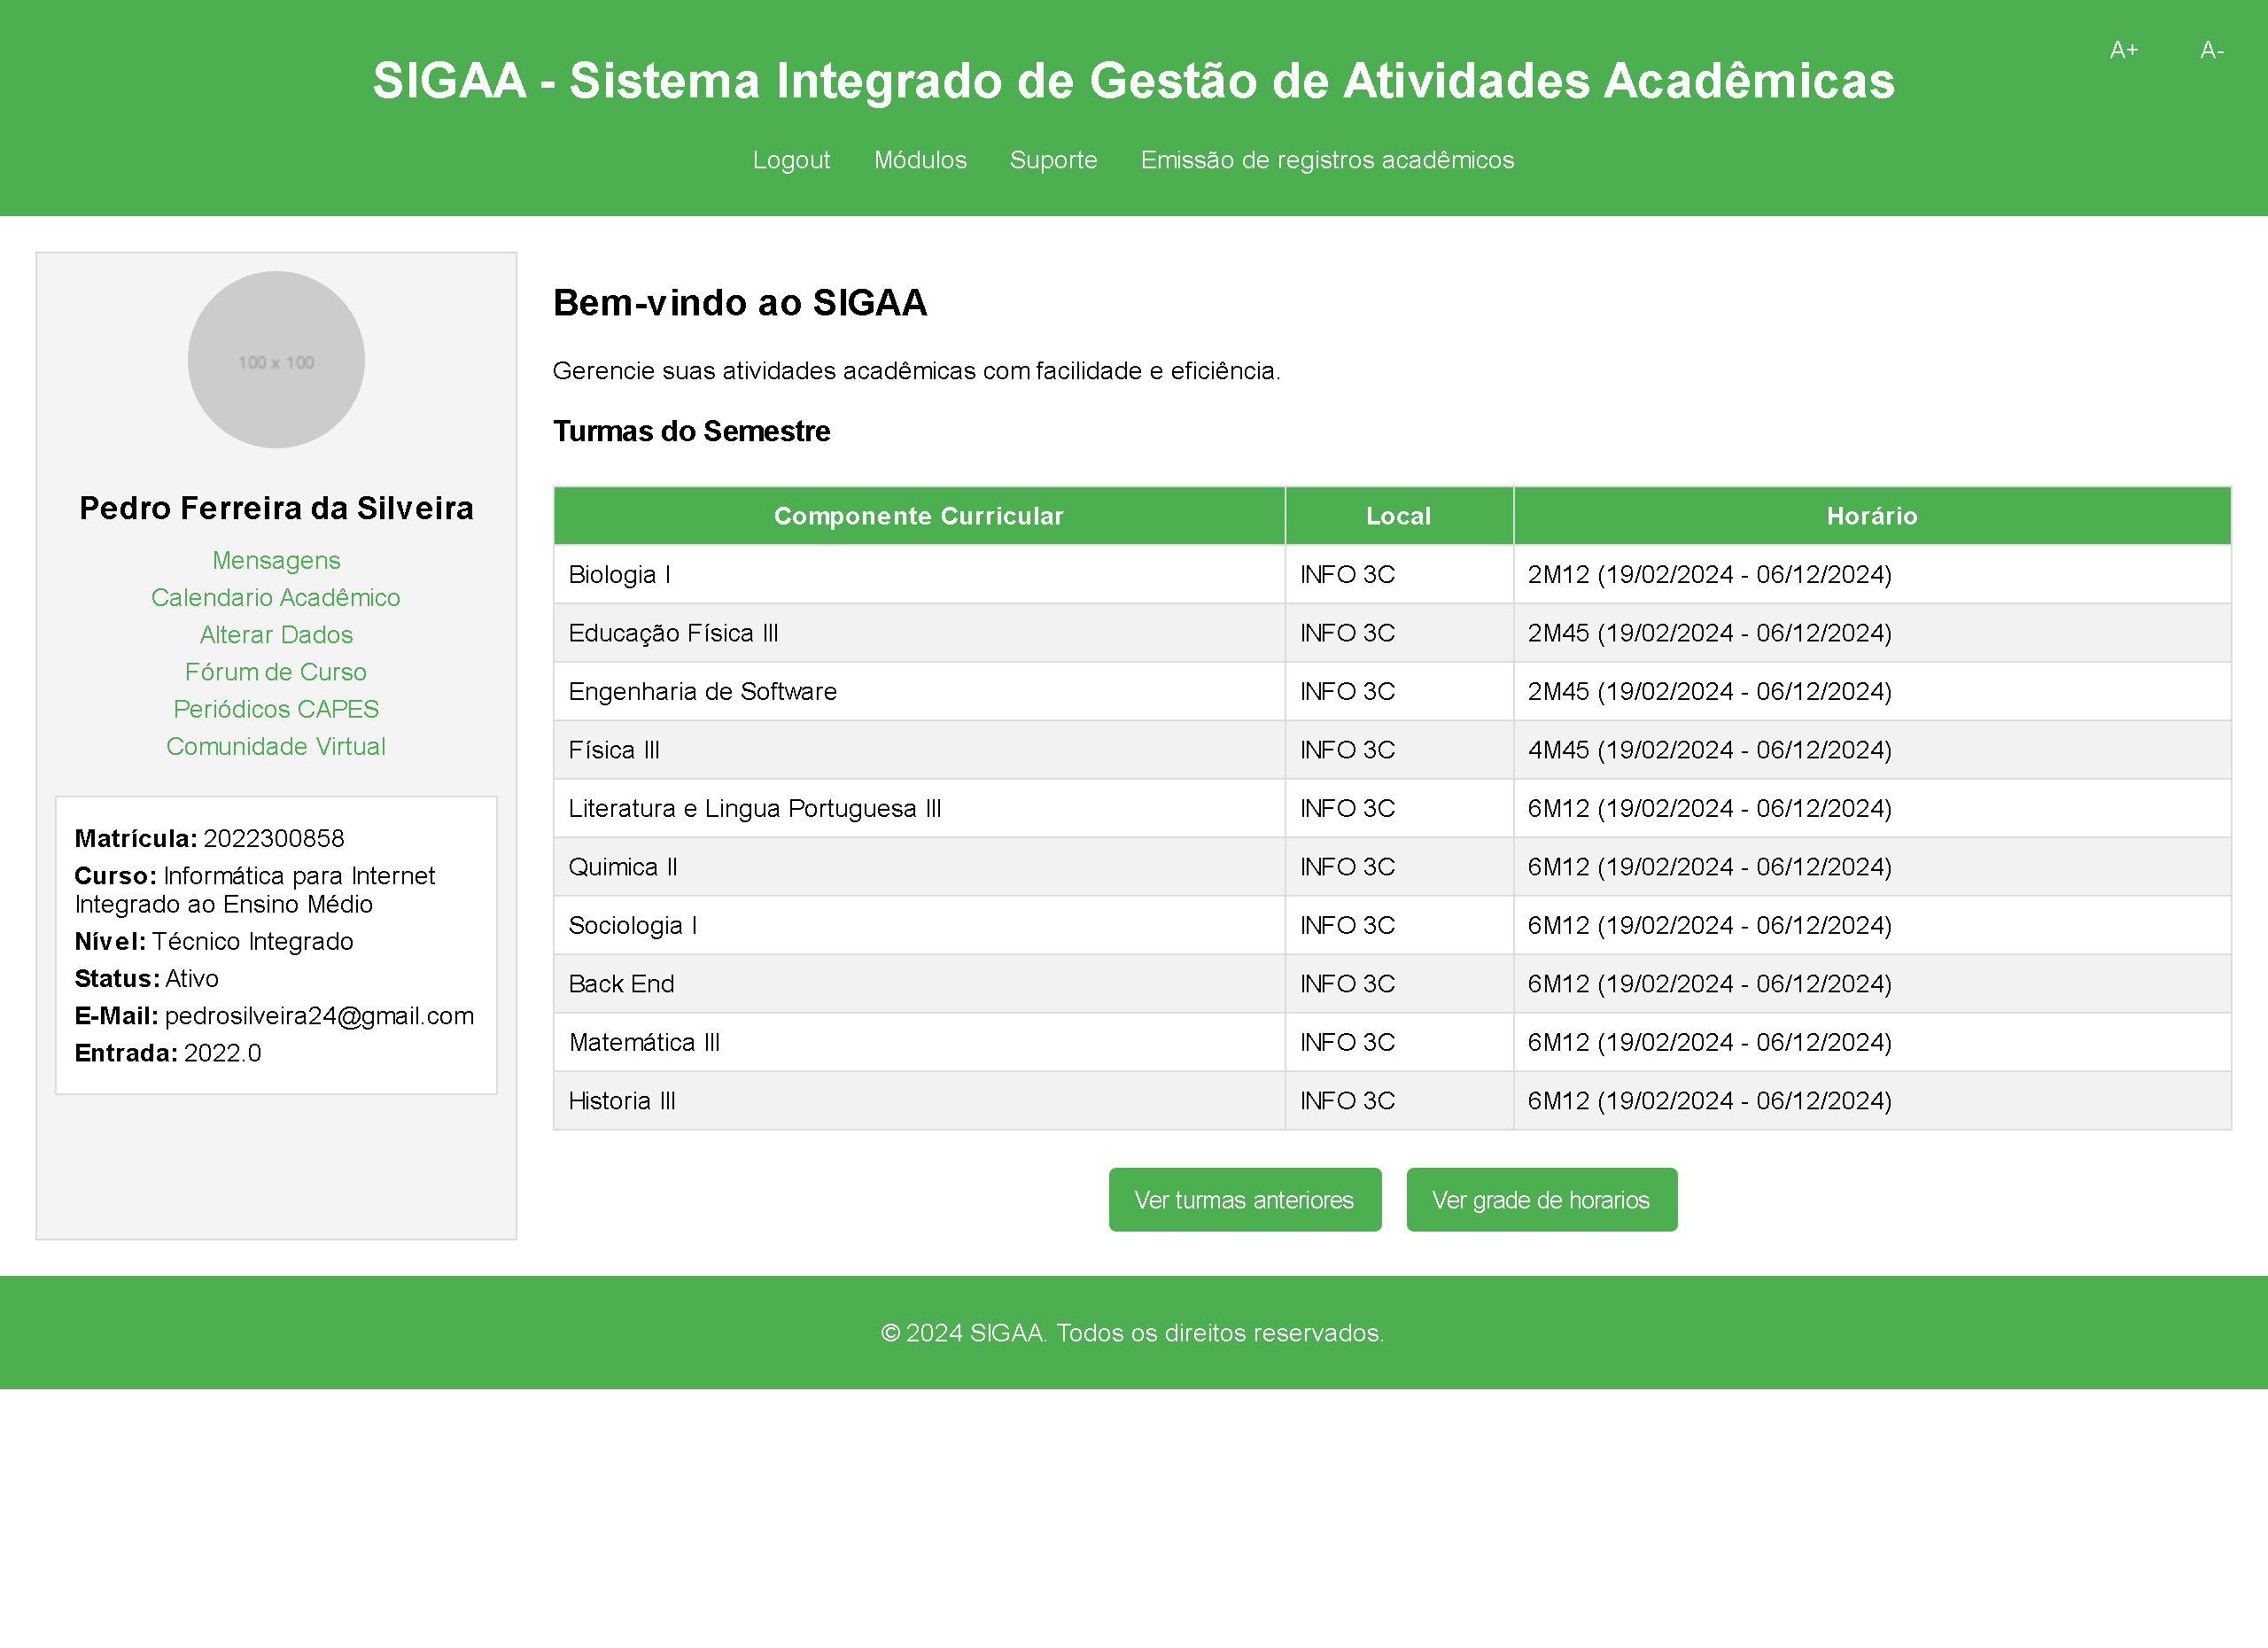 A+ A-
SIGAA - Sistema Integrado de Gestão de Atividades Acadêmicas
Logout Módulos Suporte Emissão de registros acadêmicos
100 x 100
Pedro Ferreira da Silveira
Mensagens
Calendario Acadêmico
Alterar Dados
Fórum de Curso
Periódicos CAPES
Comunidade Virtual
Matrícula: 2022300858
Curso: Informática para Internet
Integrado ao Ensino Médio
Nível: Técnico Integrado
Status: Ativo
E-Mail: pedrosilveira24@gmail.com
Entrada: 2022.0
Bem-vindo ao SIGAA
Gerencie suas atividades acadêmicas com facilidade e eficiência.
Turmas do Semestre
Componente Curricular Local Horário
Biologia I INFO 3C 2M12 (19/02/2024 - 06/12/2024)
Educação Física III INFO 3C 2M45 (19/02/2024 - 06/12/2024)
Engenharia de Software INFO 3C 2M45 (19/02/2024 - 06/12/2024)
Física III INFO 3C 4M45 (19/02/2024 - 06/12/2024)
Literatura e Lingua Portuguesa III INFO 3C 6M12 (19/02/2024 - 06/12/2024)
Quimica II INFO 3C 6M12 (19/02/2024 - 06/12/2024)
Sociologia I INFO 3C 6M12 (19/02/2024 - 06/12/2024)
Back End INFO 3C 6M12 (19/02/2024 - 06/12/2024)
Matemática III INFO 3C 6M12 (19/02/2024 - 06/12/2024)
Historia III INFO 3C 6M12 (19/02/2024 - 06/12/2024)
Ver turmas anteriores Ver grade de horarios
© 2024 SIGAA. Todos os direitos reservados.